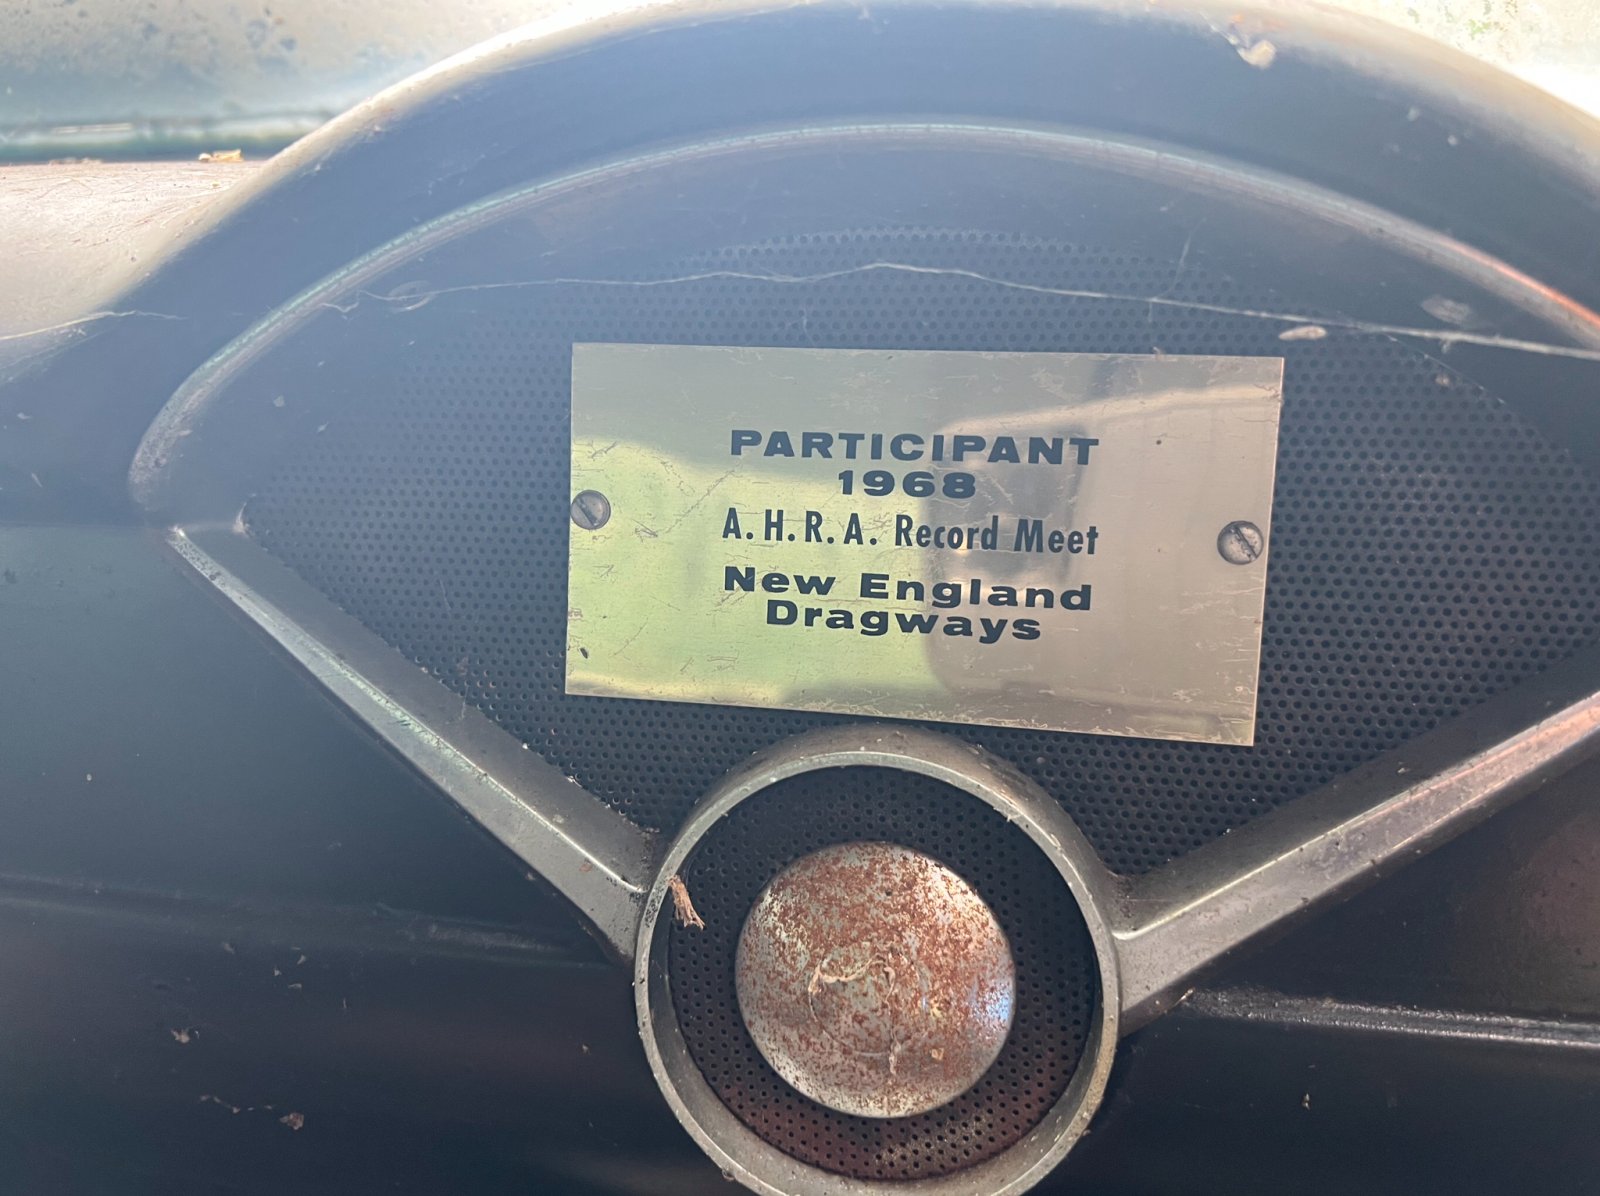 PARTICIPANT
1968
A. H. R. A. Record Meet
New England
Dragways